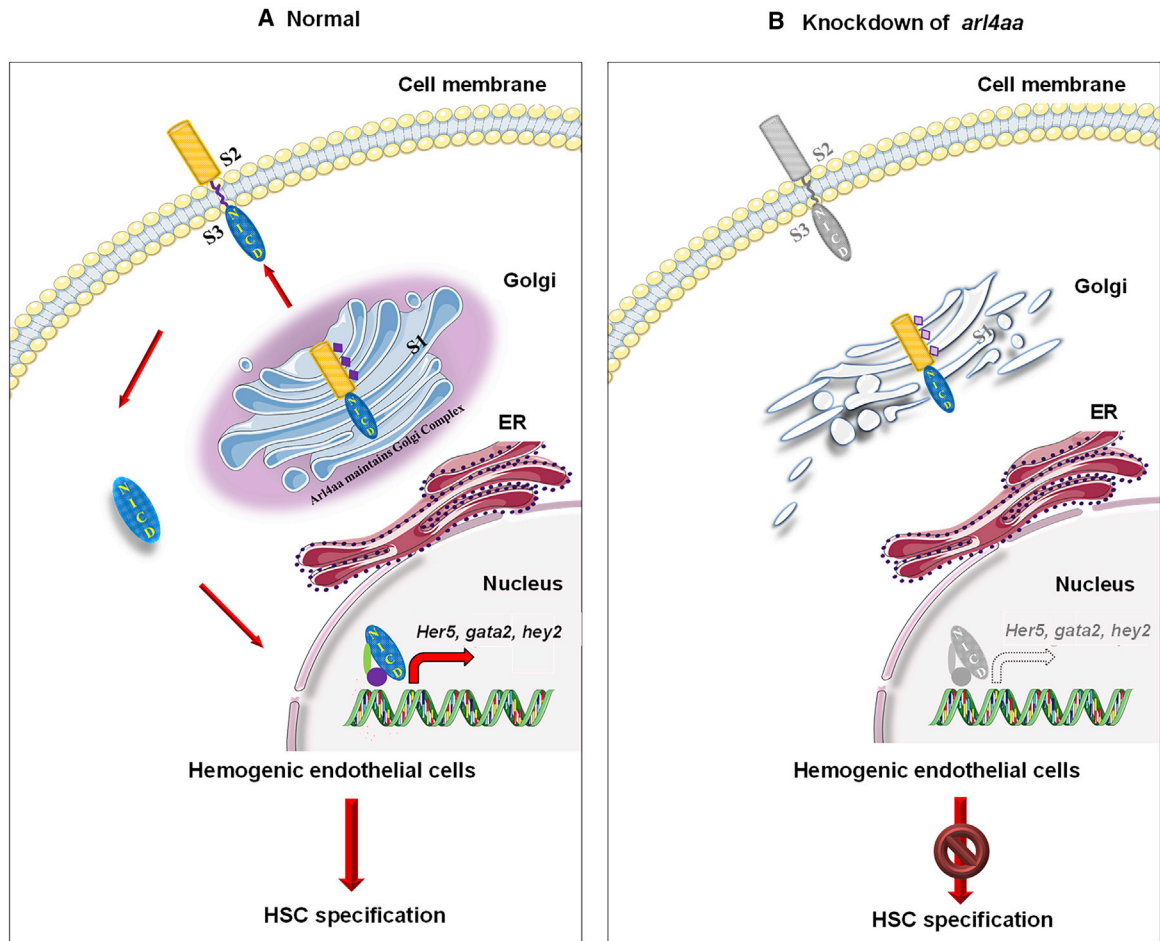 A Normal
Cell membrane
S2
S3
NICD
Golgi
S1
NICD
Arl4aa maintains Golgi Complex
ER
NICD
Nucleus
Her5, gata2, hey2
NICD
Hemogenic endothelial cells
HSC specification
B Knockdown of arl4aa
Cell membrane
S2
S3
NICD
Golgi
S1
NICD
ER
Nucleus
Her5, gata2, hey2
NICD
Hemogenic endothelial cells
HSC specification